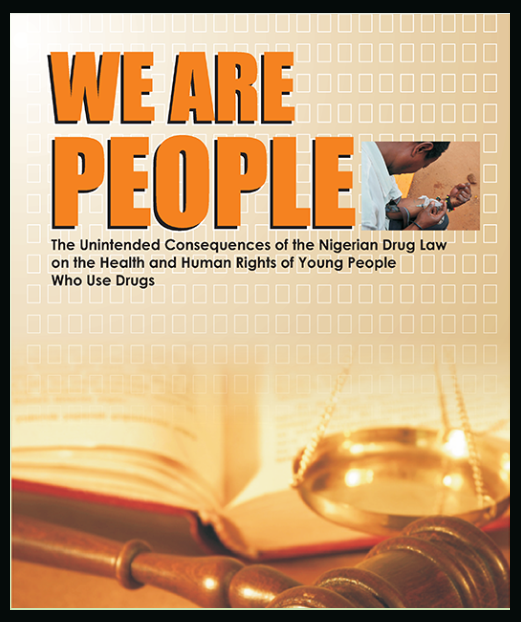 WE ARE
PEOPLE
The Unintended Consequences of the Nigerian Drug Law
on the Health and Human Rights of Young People
Who Use Drugs